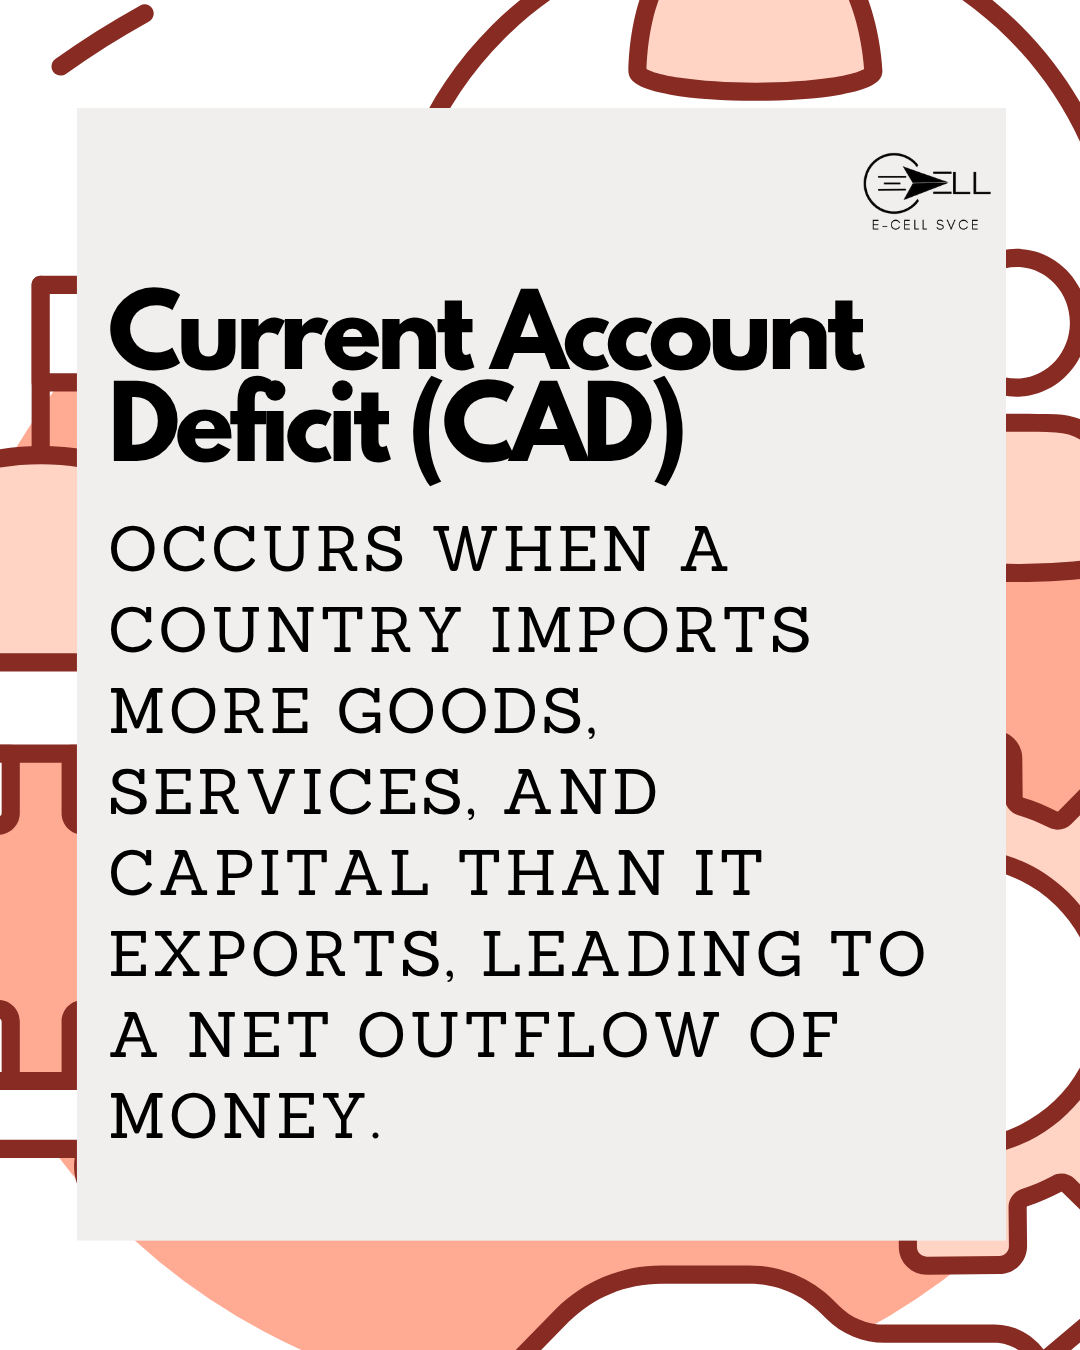 ELL
E-CELL SVCE
Current Account
Deficit (CAD)
OCCURS WHEN A
COUNTRY IMPORTS
MORE GOODS,
SERVICES, AND
CAPITAL THAN IT
EXPORTS, LEADING TO
A NET OUTFLOW OF
MONEY.